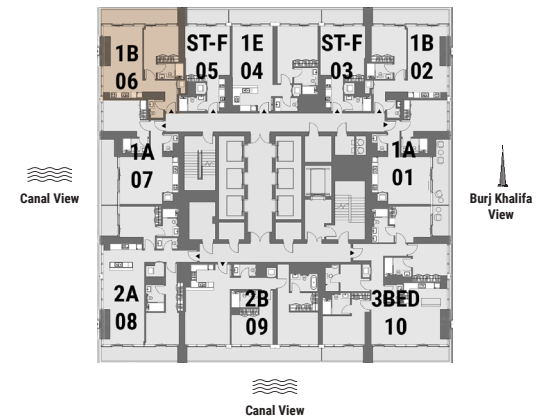 1B
06
ST-F
05
1E
04
ST-F
03
1B
02
1A
07
1A
01
Canal View
Burj Khalifa
View
2A
08
2B
09
3BED
10
Canal View